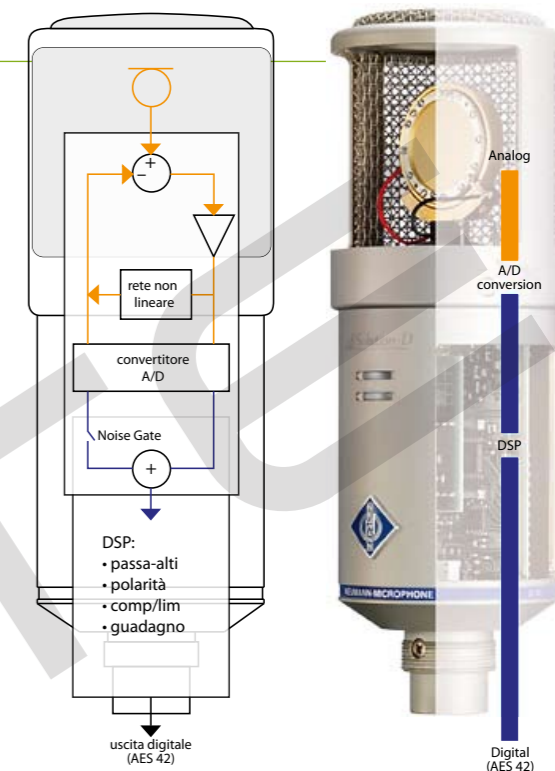 +
−
rete non
lineare
convertitore
A/D
Noise Gate
+
DSP:
• passa-alti
• polarità
• comp/lim
• guadagno
uscita digitale
(AES 42)
Analog
A/D
conversion
Solution-D
DSP
NEUMANN-MICROPHONE
Digital
(AES 42)